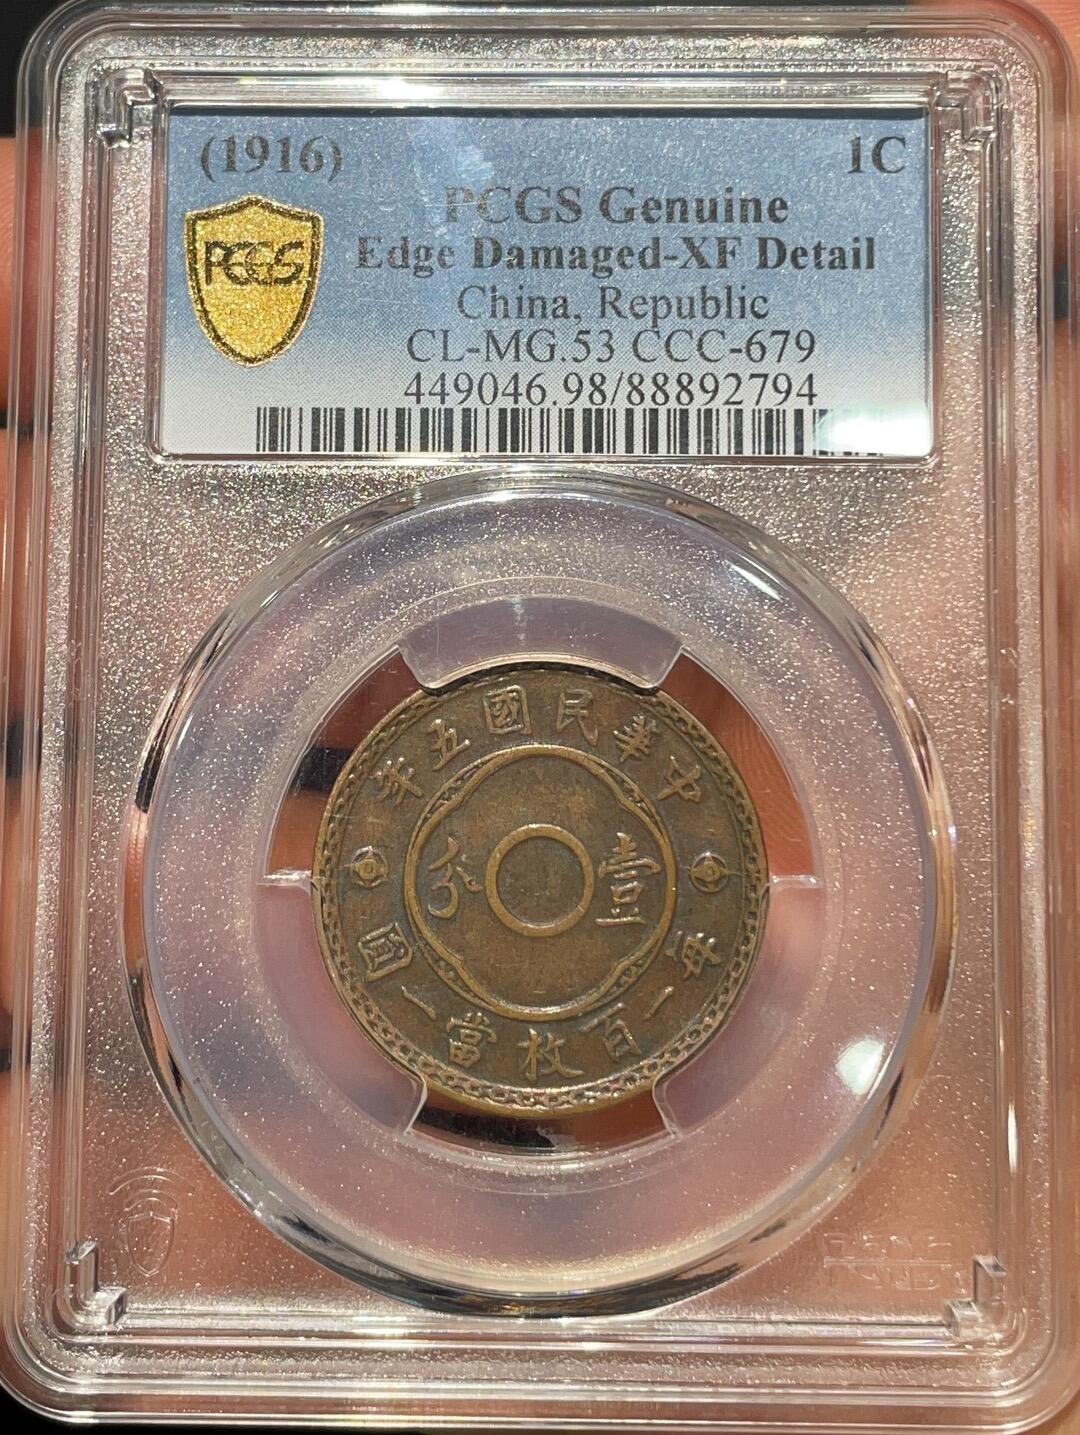 (1916) 1C
PCGS Genuine
PCGS
Edge Damaged-XF Detail
China, Republic
CL-MG.53 CCC-679
449046.98/88892794
中華民國五年
壹分
每一百枚當一圓